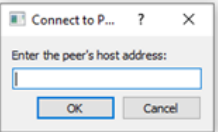 Connect to P... ? ×
Enter the peer's host address:
OK Cancel